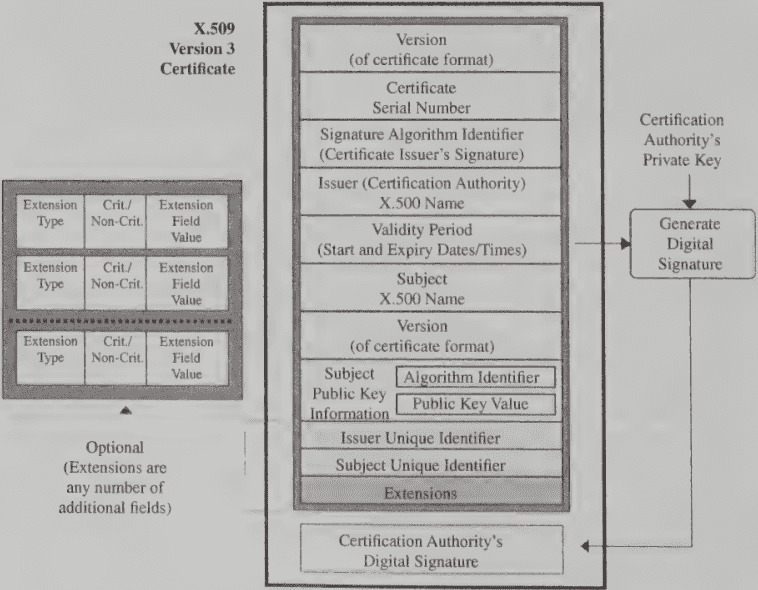 X.509
Version 3
Certificate
Version
(of certificate format)
Certificate
Serial Number
Signature Algorithm Identifier
(Certificate Issuer's Signature)
Issuer (Certification Authority)
X.500 Name
Validity Period
(Start and Expiry Dates/Times)
Subject
X.500 Name
Version
(of certificate format)
Subject
Public Key
Information
Algorithm Identifier
Public Key Value
Issuer Unique Identifier
Subject Unique Identifier
Extensions
Certification Authority's
Digital Signature
Certification
Authority's
Private Key
Generate
Digital
Signature
Extension
Type
Crit./
Non-Crit.
Extension
Field
Value
Extension
Type
Crit./
Non-Crit.
Extension
Field
Value
Extension
Type
Crit./
Non-Crit.
Extension
Field
Value
Optional
(Extensions are
any number of
additional fields)